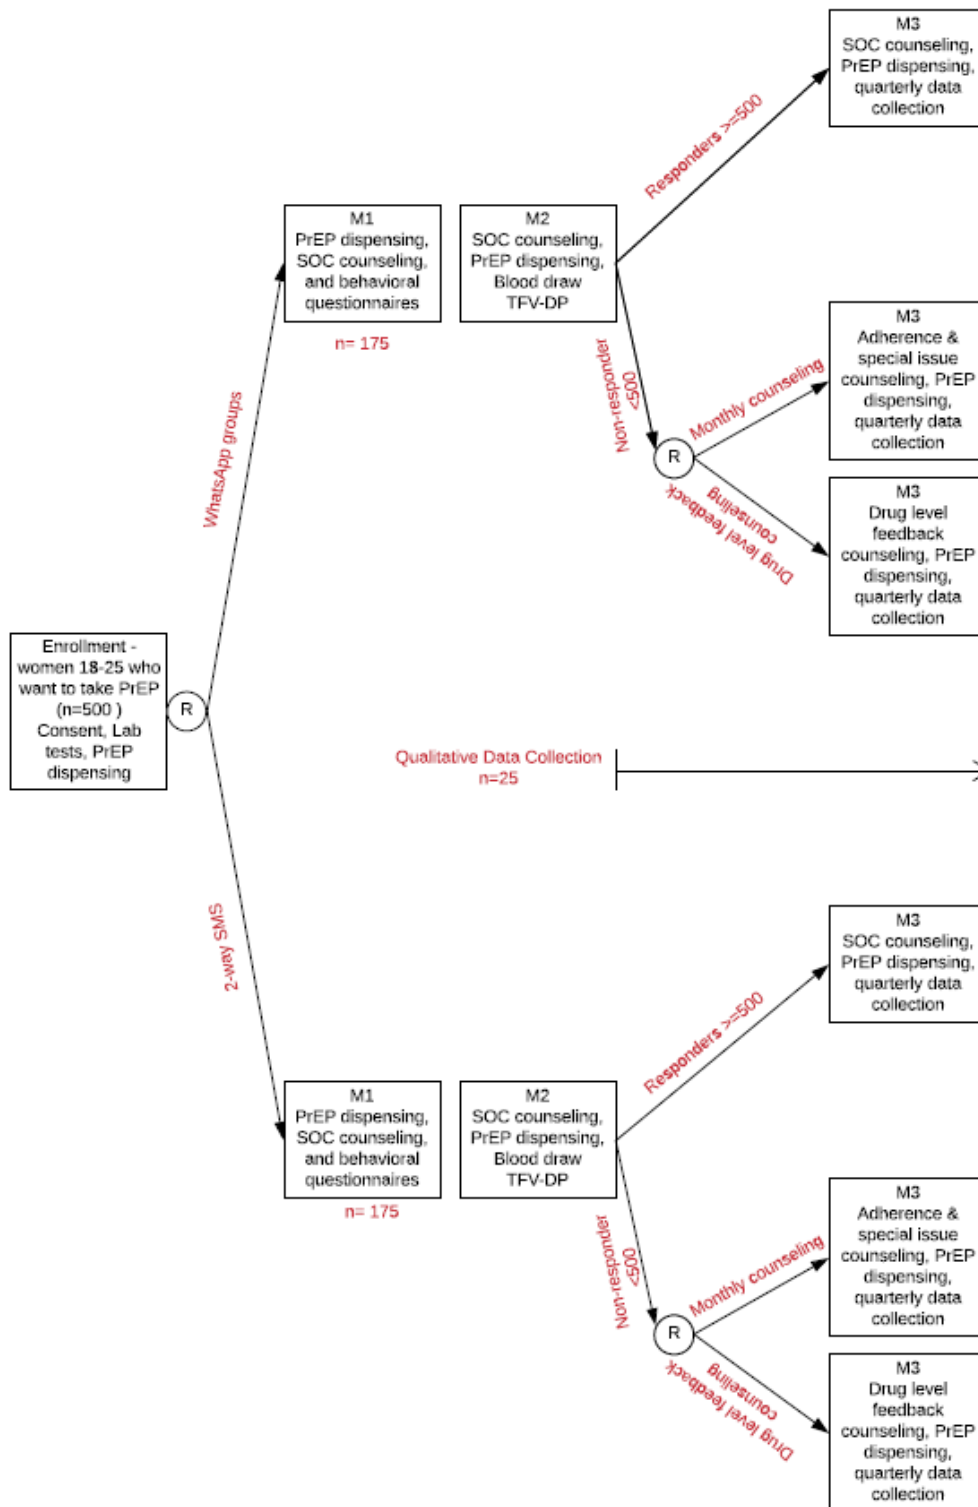 Enrollment -
women 18-25 who
want to take PrEP
(n=500 )
Consent, Lab
tests, PrEP
dispensing
R
WhatsApp groups
M1
PrEP dispensing,
SOC counseling,
and behavioral
questionnaires
n= 175
M2
SOC counseling,
PrEP dispensing,
Blood draw
TFV-DP
Responders >=500
M3
SOC counseling,
PrEP dispensing,
quarterly data
collection
Non-responder
<500
R
Monthly counseling
M3
Adherence &
special issue
counseling, PrEP
dispensing,
quarterly data
collection
Drug level feedback
counseling
M3
Drug level
feedback
counseling, PrEP
dispensing,
quarterly data
collection
Qualitative Data Collection
n=25
2-way SMS
M1
PrEP dispensing,
SOC counseling,
and behavioral
questionnaires
n= 175
M2
SOC counseling,
PrEP dispensing,
Blood draw
TFV-DP
Responders >=500
M3
SOC counseling,
PrEP dispensing,
quarterly data
collection
Non-responder
<500
R
Monthly counseling
M3
Adherence &
special issue
counseling, PrEP
dispensing,
quarterly data
collection
Drug level feedback
counseling
M3
Drug level
feedback
counseling, PrEP
dispensing,
quarterly data
collection